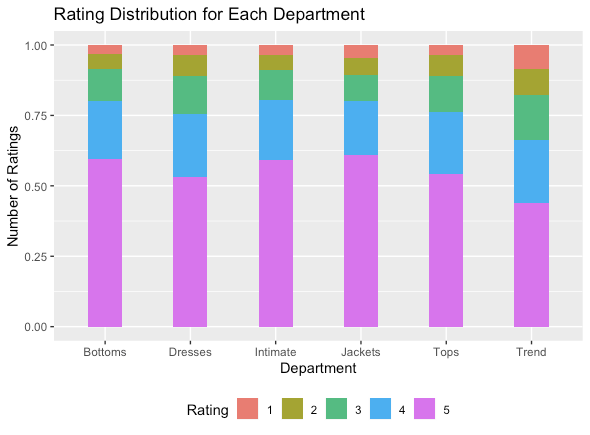 Rating Distribution for Each Department
Number of Ratings
1.00
0.75
0.50
0.25
0.00
Bottoms Dresses Intimate Jackets Tops Trend
Department
Rating 1 2 3 4 5